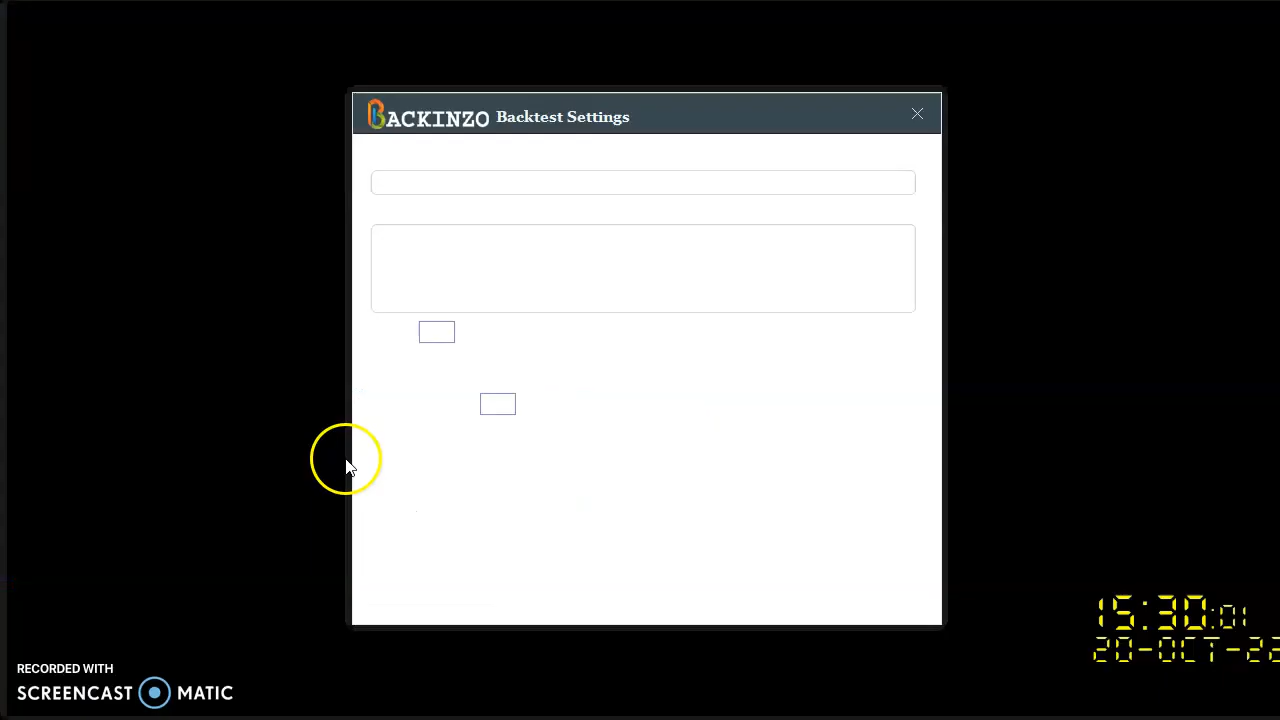 BACKINZO Backtest Settings
15:30:01
20-OCT-22
RECORDED WITH
SCREENCAST MATIC